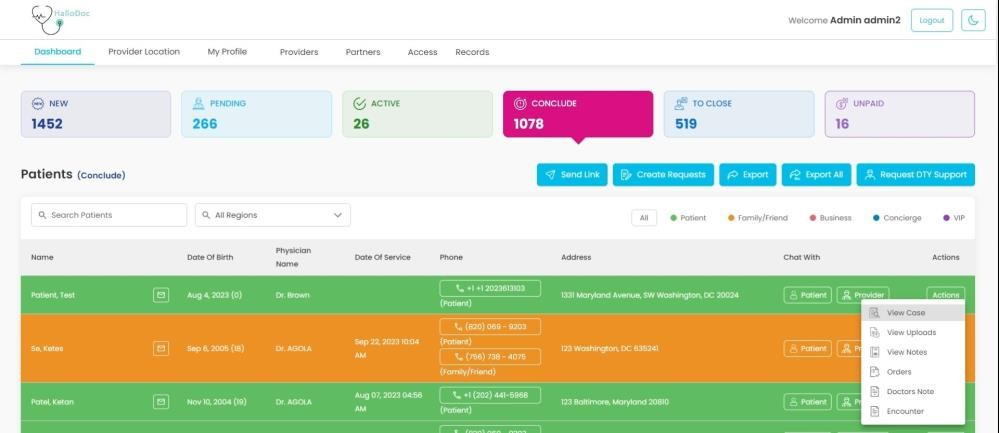 HalloDoc
Welcome Admin admin2
Logout
Dashboard Provider Location My Profile Providers Partners Access Records
NEW
1452
PENDING
266
ACTIVE
26
CONCLUDE
1078
TO CLOSE
519
UNPAID
16
Patients (Conclude)
Send Link
Create Requests
Export
Export All
Request DTY Support
Search Patients
All Regions
All Patient Family/Friend Business Concierge VIP
Name Date Of Birth Physician Name Date Of Service Phone Address Chat With Actions
Patient, Test Aug 4, 2023 (0) Dr. Brown +1 +1 2023613103 (Patient) 1331 Maryland Avenue, SW Washington, DC 20024 Patient Provider Actions
Se, Ketes Sep 6, 2005 (18) Dr. AGOLA Sep 22, 2023 10:04 AM (820) 069 - 9203 (Patient) (756) 738 - 4075 (Family/Friend) 123 Washington, DC 635241 Patient
Patel, Ketan Nov 10, 2004 (19) Dr. AGOLA Aug 07, 2023 04:56 AM +1 (202) 441-5968 (Patient) 123 Baltimore, Maryland 20810 Patient
View Case
View Uploads
View Notes
Orders
Doctors Note
Encounter